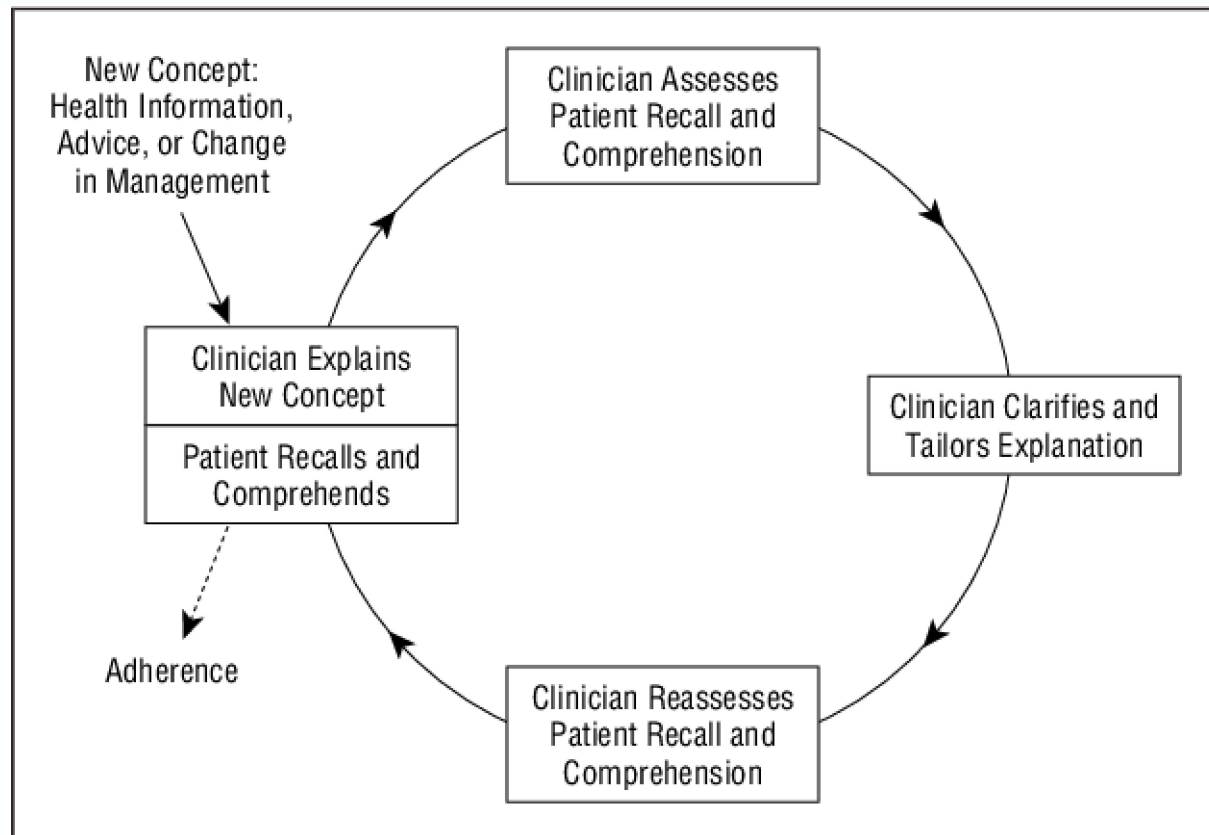 New Concept:
Health Information,
Advice, or Change
in Management
Clinician Explains
New Concept
Patient Recalls and
Comprehends
Adherence
Clinician Assesses
Patient Recall and
Comprehension
Clinician Clarifies and
Tailors Explanation
Clinician Reassesses
Patient Recall and
Comprehension